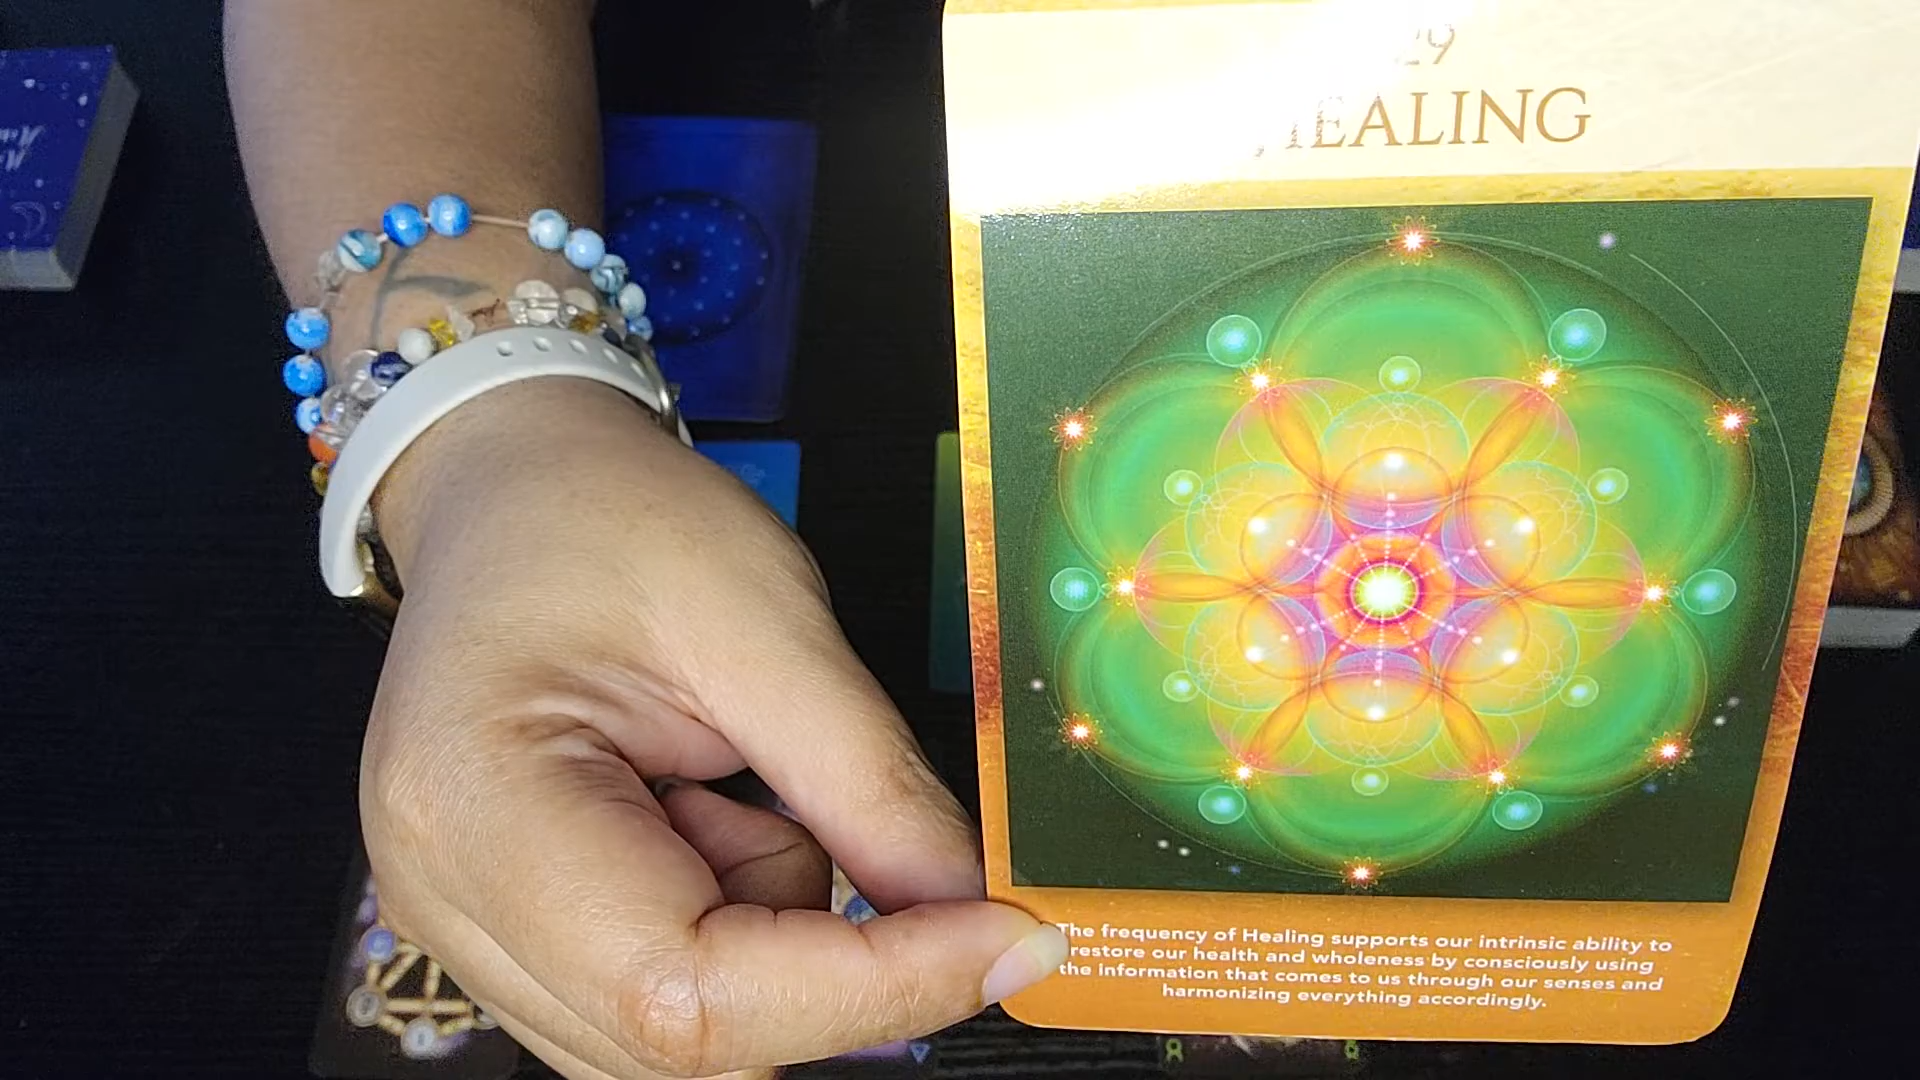 29
HEALING
The frequency of Healing supports our intrinsic ability to
restore our health and wholeness by consciously using
the information that comes to us through our senses and
harmonizing everything accordingly.